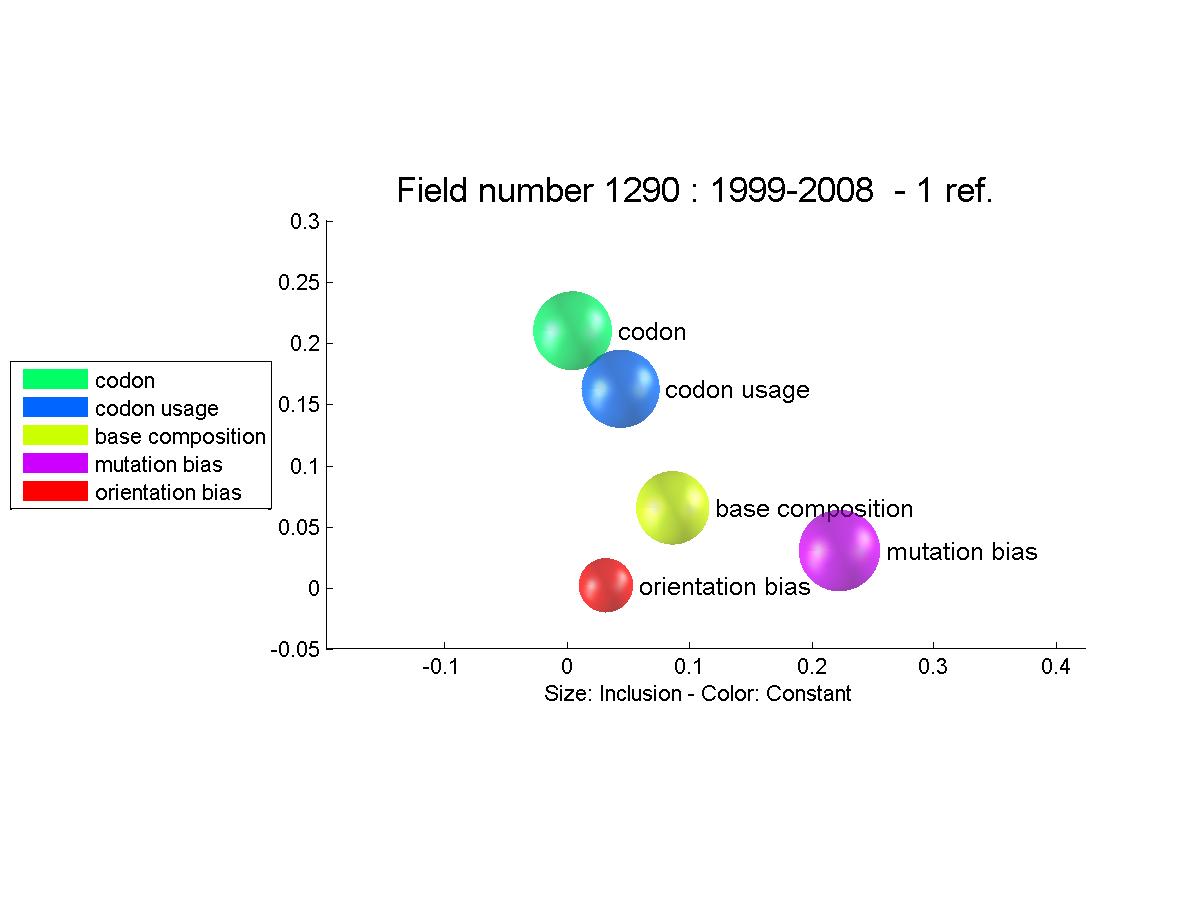 Field number 1290 : 1999-2008 - 1 ref.
0.3
0.25
0.2
0.15
0.1
0.05
0
-0.05
codon
codon usage
base composition
mutation bias
orientation bias
codon
codon usage
base composition
mutation bias
orientation bias
-0.1 0 0.1 0.2 0.3 0.4
Size: Inclusion - Color: Constant